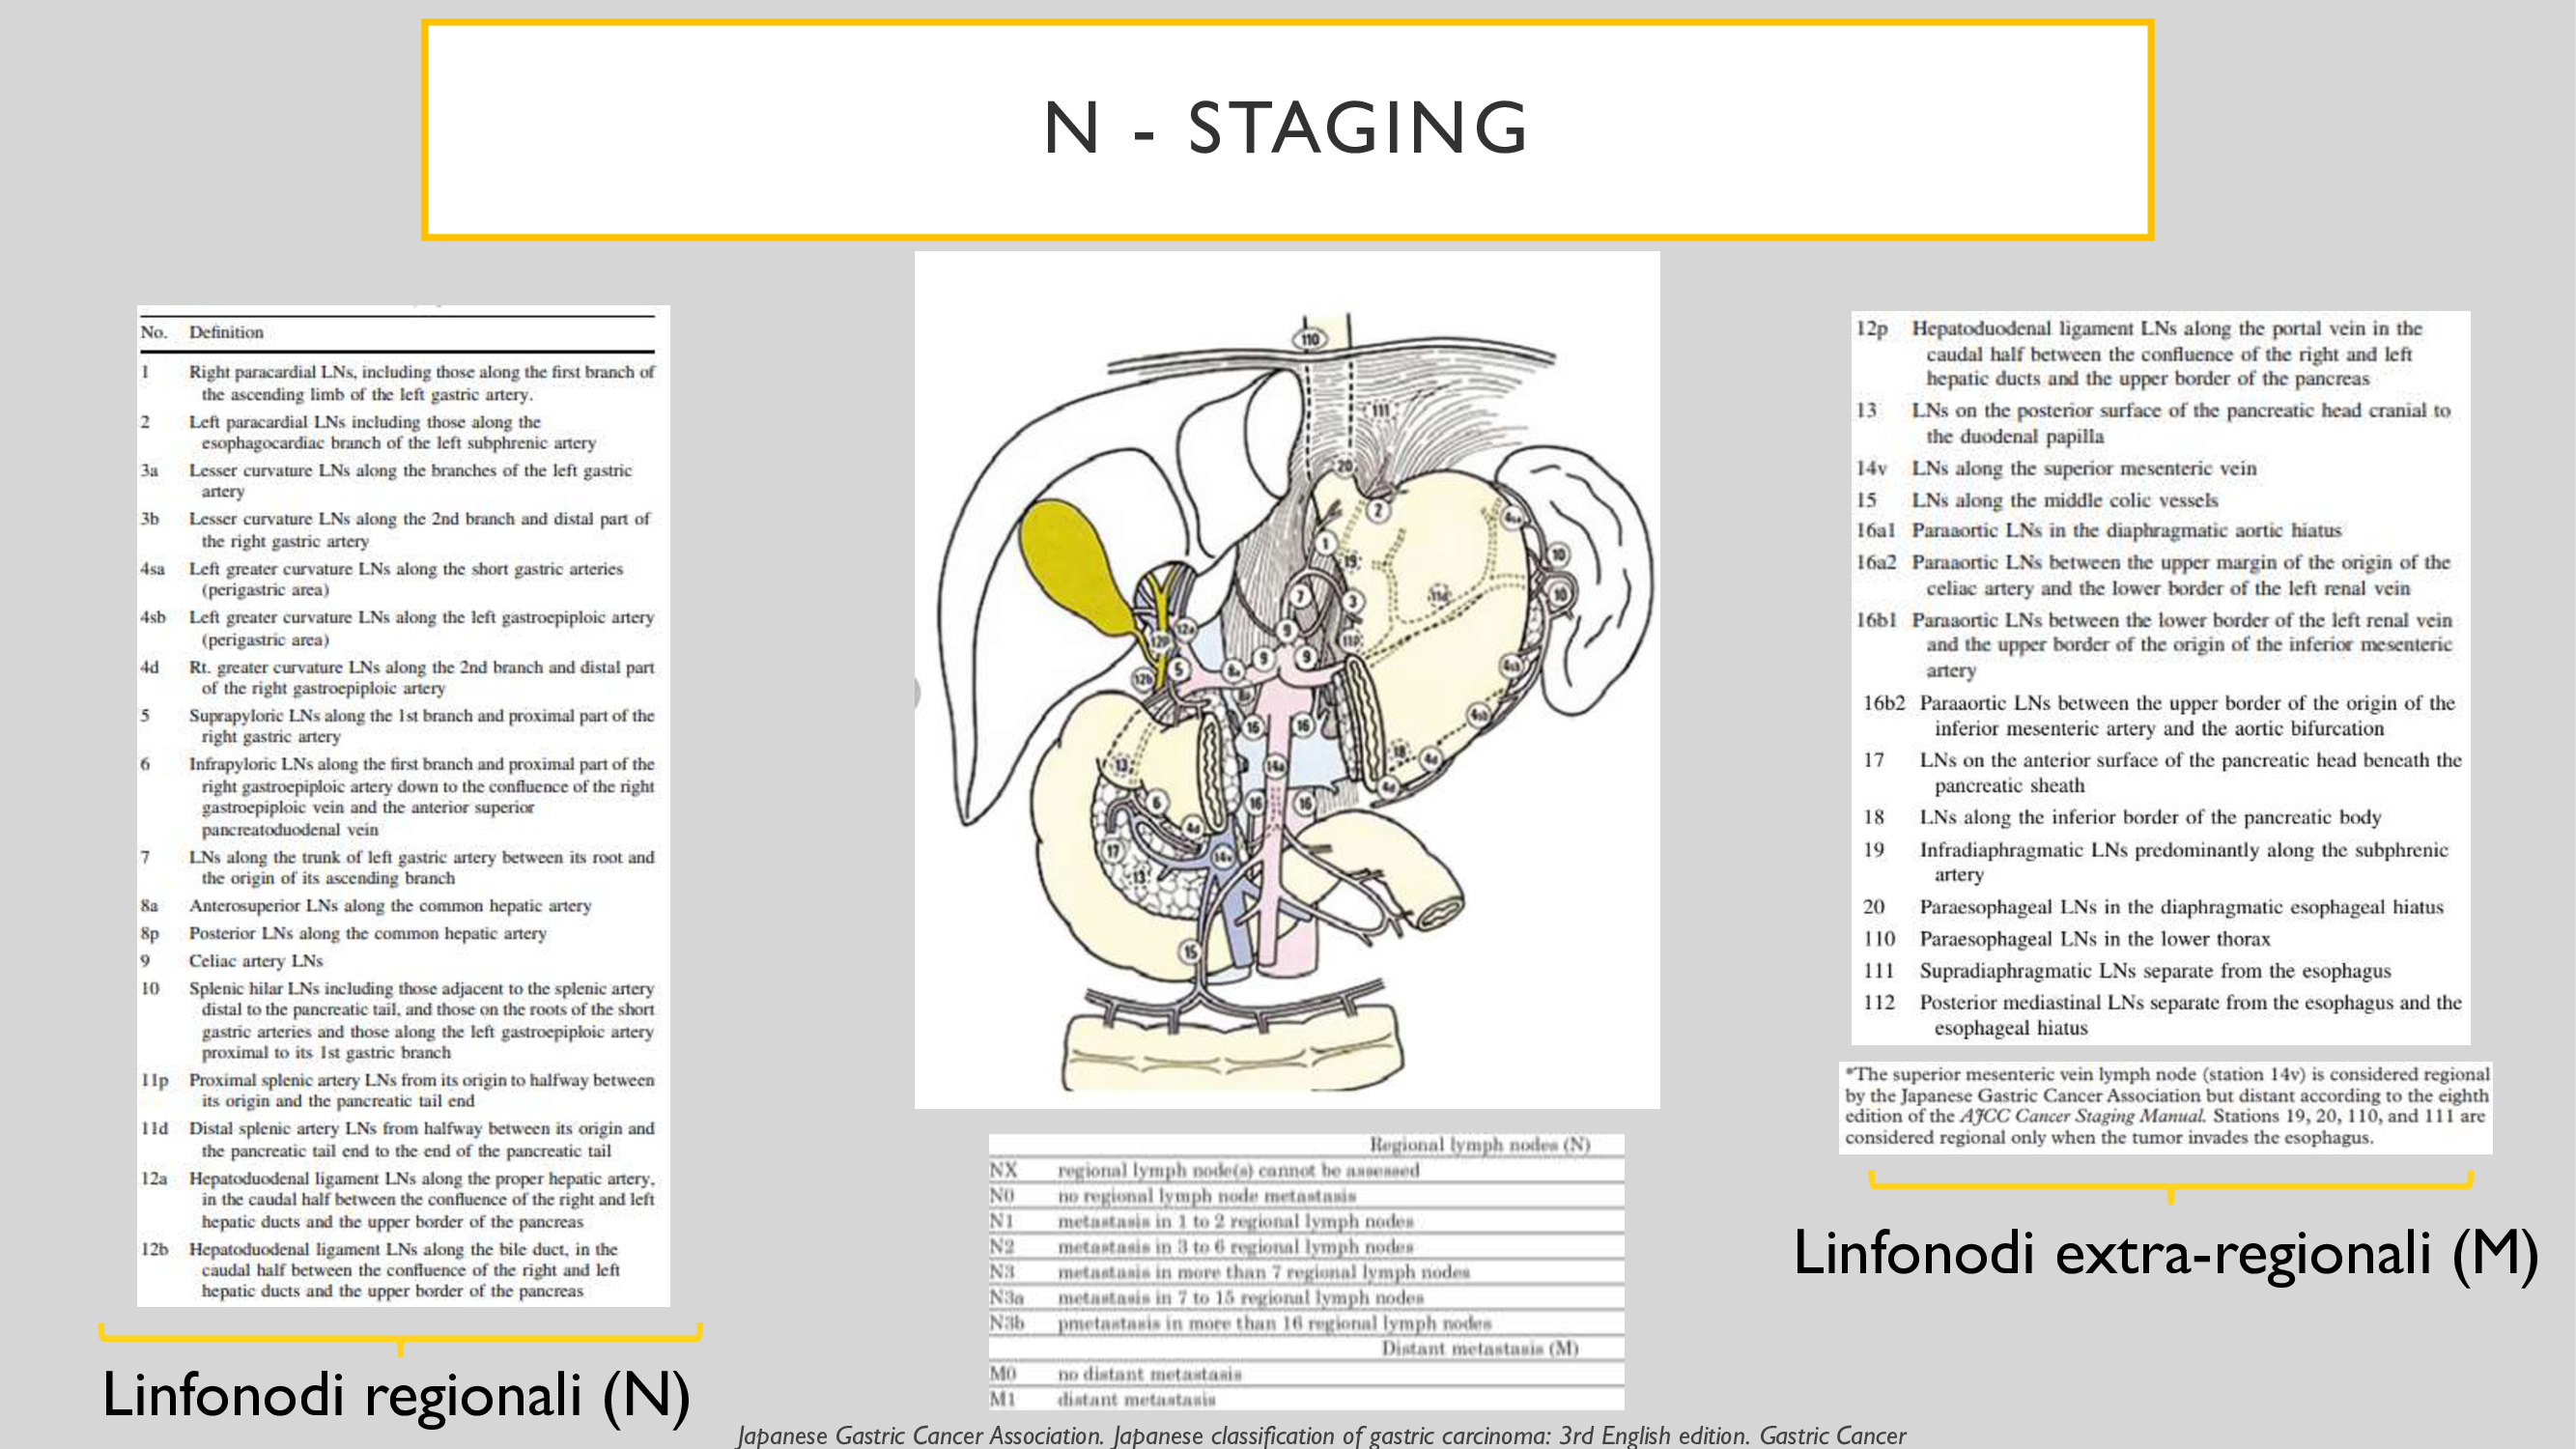 N - STAGING
No. Definition
1 Right paracardial LNs, including those along the first branch of
the ascending limb of the left gastric artery.
2 Left paracardial LNs including those along the
esophagocardiac branch of the left subphrenic artery
3a Lesser curvature LNs along the branches of the left gastric
artery
3b Lesser curvature LNs along the 2nd branch and distal part of
the right gastric artery
4sa Left greater curvature LNs along the short gastric arteries
(perigastric area)
4sb Left greater curvature LNs along the left gastroepiploic artery
(perigastric area)
4d Rt. greater curvature LNs along the 2nd branch and distal part
of the right gastroepiploic artery
5 Suprapyloric LNs along the 1st branch and proximal part of the
right gastric artery
6 Infrapyloric LNs along the first branch and proximal part of the
right gastroepiploic artery down to the confluence of the right
gastroepiploic vein and the anterior superior
pancreatoduodenal vein
7 LNs along the trunk of left gastric artery between its root and
the origin of its ascending branch
8a Anterosuperior LNs along the common hepatic artery
8p Posterior LNs along the common hepatic artery
9 Celiac artery LNs
10 Splenic hilar LNs including those adjacent to the splenic artery
distal to the pancreatic tail, and those on the roots of the short
gastric arteries and those along the left gastroepiploic artery
proximal to its 1st gastric branch
11p Proximal splenic artery LNs from its origin to halfway between
its origin and the pancreatic tail end
11d Distal splenic artery LNs from halfway between its origin and
the pancreatic tail end to the end of the pancreatic tail
12a Hepatoduodenal ligament LNs along the proper hepatic artery,
in the caudal half between the confluence of the right and left
hepatic ducts and the upper border of the pancreas
12b Hepatoduodenal ligament LNs along the bile duct, in the
caudal half between the confluence of the right and left
hepatic ducts and the upper border of the pancreas
Linfonodi regionali (N)
110
111
20
2
4sa
1
19
10
7
3
11d
10
9
12a
11p
12p
9
9
5
8a
4sb
12b
4sb
16
16
18
4d
13
14a
4d
6
16
16
4d
17
14v
13
15
Regional lymph nodes (N)
NX regional lymph node(s) cannot be assessed
N0 no regional lymph node metastasis
N1 metastasis in 1 to 2 regional lymph nodes
N2 metastasis in 3 to 6 regional lymph nodes
N3 metastasis in more than 7 regional lymph nodes
N3a metastasis in 7 to 15 regional lymph nodes
N3b pmetastasis in more than 16 regional lymph nodes
Distant metastasis (M)
M0 no distant metastasis
M1 distant metastasis
12p Hepatoduodenal ligament LNs along the portal vein in the
caudal half between the confluence of the right and left
hepatic ducts and the upper border of the pancreas
13 LNs on the posterior surface of the pancreatic head cranial to
the duodenal papilla
14v LNs along the superior mesenteric vein
15 LNs along the middle colic vessels
16a1 Paraaortic LNs in the diaphragmatic aortic hiatus
16a2 Paraaortic LNs between the upper margin of the origin of the
celiac artery and the lower border of the left renal vein
16b1 Paraaortic LNs between the lower border of the left renal vein
and the upper border of the origin of the inferior mesenteric
artery
16b2 Paraaortic LNs between the upper border of the origin of the
inferior mesenteric artery and the aortic bifurcation
17 LNs on the anterior surface of the pancreatic head beneath the
pancreatic sheath
18 LNs along the inferior border of the pancreatic body
19 Infradiaphragmatic LNs predominantly along the subphrenic
artery
20 Paraesophageal LNs in the diaphragmatic esophageal hiatus
110 Paraesophageal LNs in the lower thorax
111 Supradiaphragmatic LNs separate from the esophagus
112 Posterior mediastinal LNs separate from the esophagus and the
esophageal hiatus
*The superior mesenteric vein lymph node (station 14v) is considered regional
by the Japanese Gastric Cancer Association but distant according to the eighth
edition of the AJCC Cancer Staging Manual. Stations 19, 20, 110, and 111 are
considered regional only when the tumor invades the esophagus.
Linfonodi extra-regionali (M)
Japanese Gastric Cancer Association. Japanese classification of gastric carcinoma: 3rd English edition. Gastric Cancer